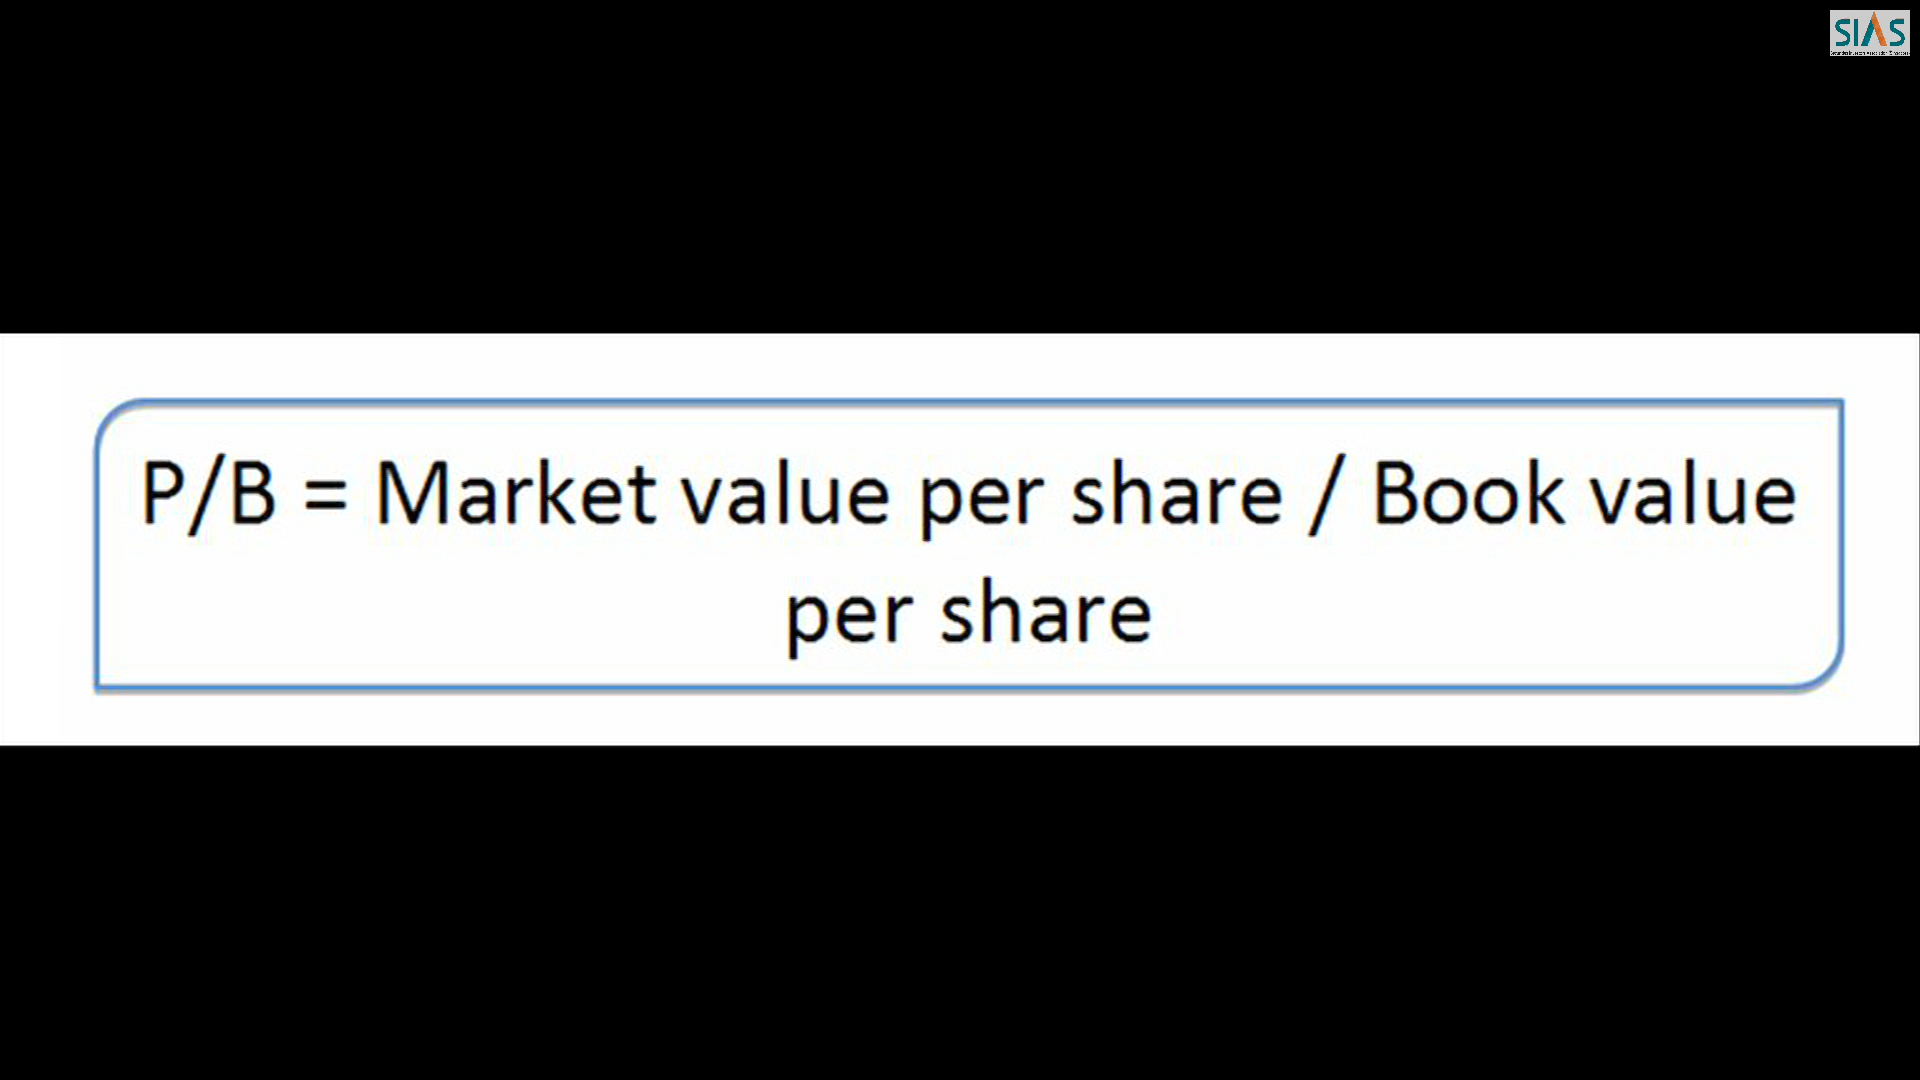 SIAS
P/B = Market value per share / Book value
per share